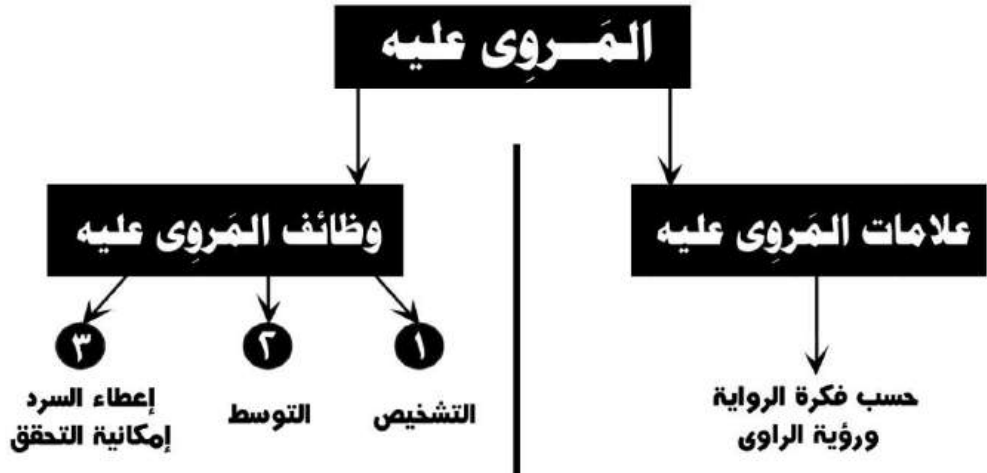 المَـــروِى عليه
علامات المَروِى عليه
حسب فكرة الرواية
ورؤية الراوى
وظائف المَروِى عليه
١
التشخيص
٢
التوسط
٣
إعطاء السرد
إمكانية التحقق